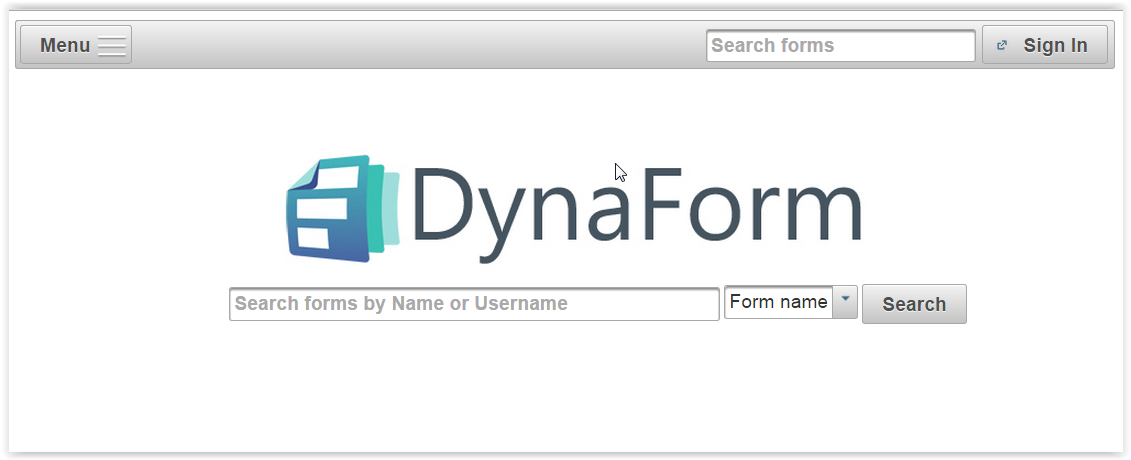 Menu Search forms Sign In
DynaForm
Search forms by Name or Username Form name Search